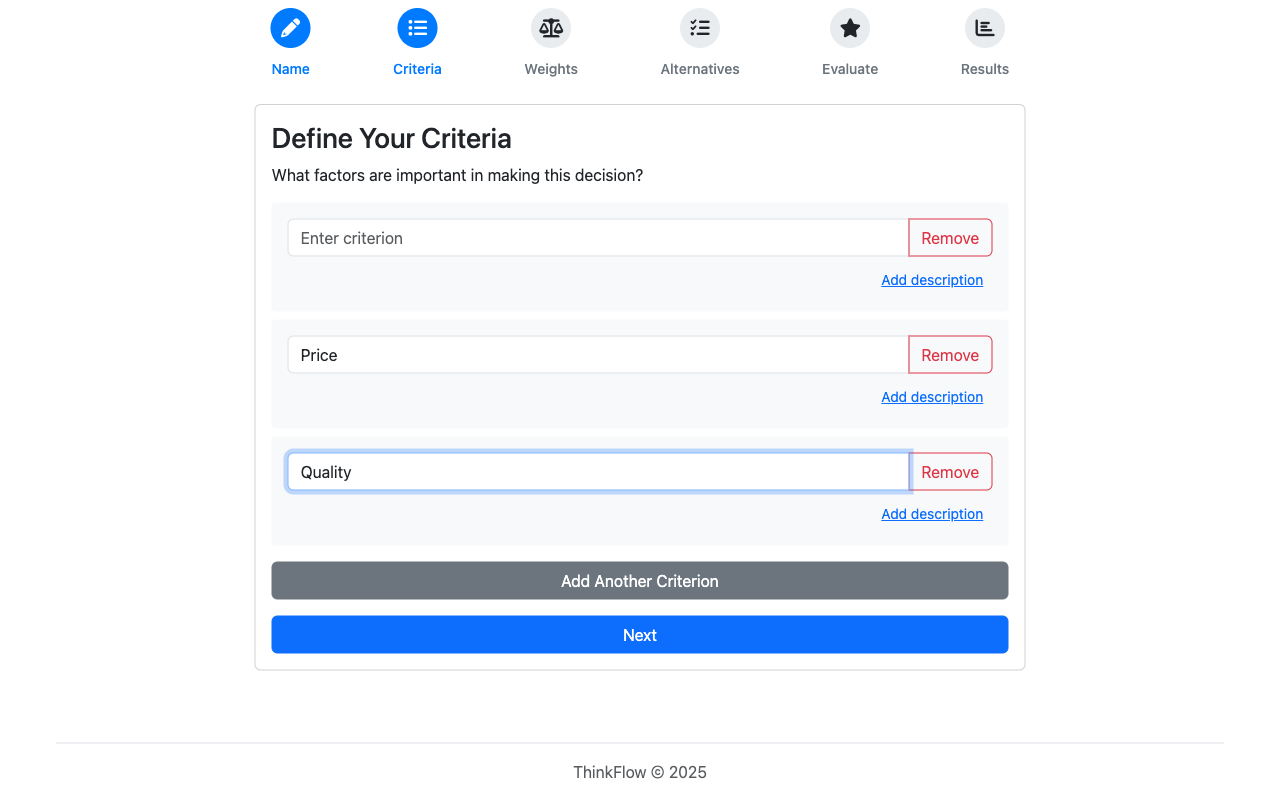 Name
Criteria
Weights
Alternatives
Evaluate
Results
Define Your Criteria
What factors are important in making this decision?
Enter criterion
Remove
Add description
Price
Remove
Add description
Quality
Remove
Add description
Add Another Criterion
Next
ThinkFlow © 2025